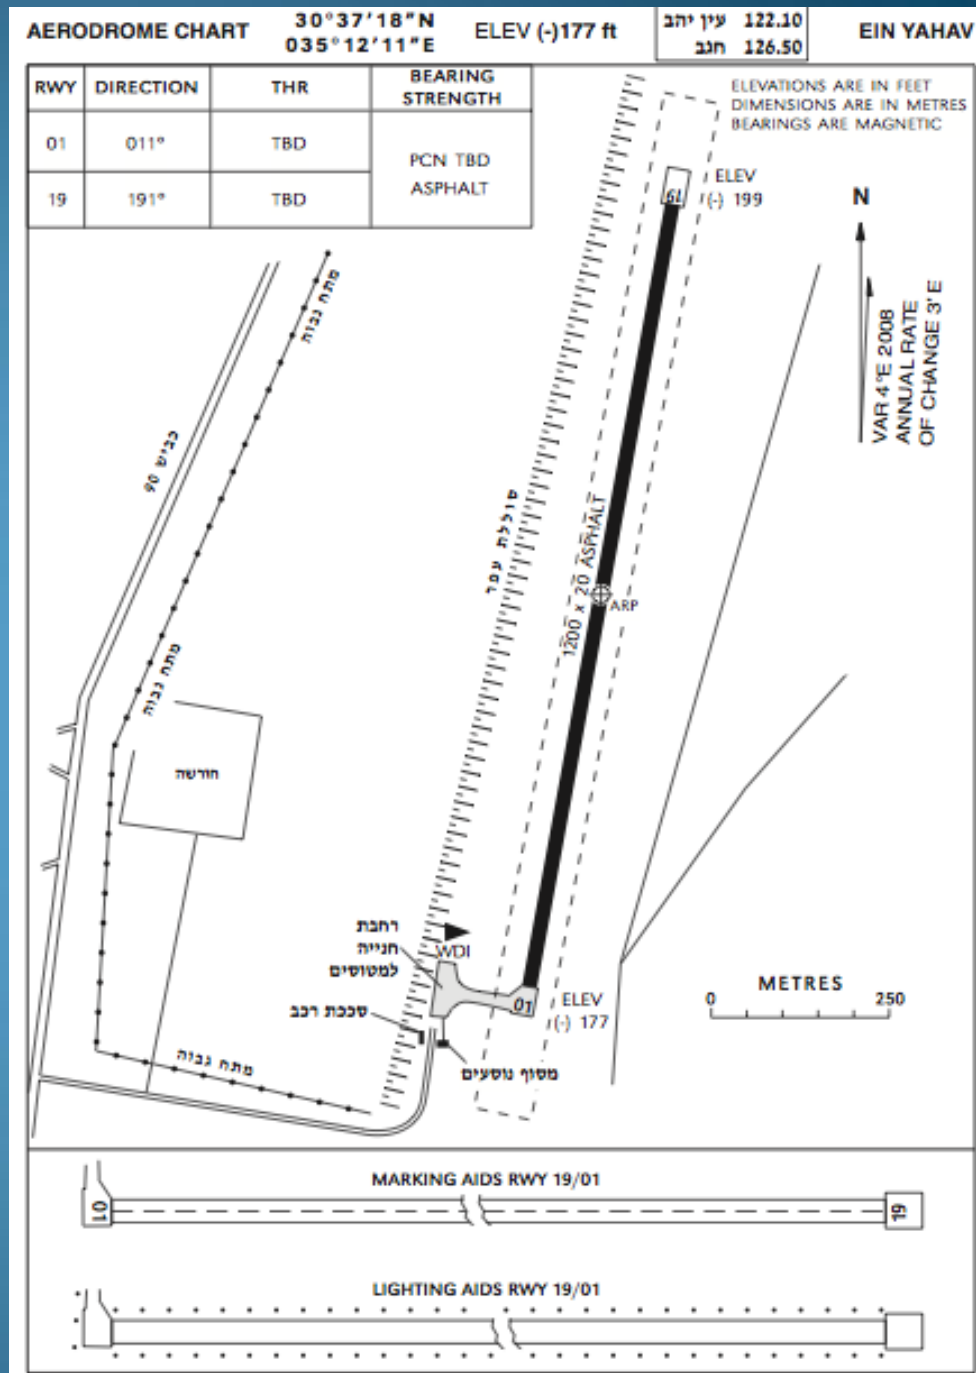 AERODROME CHART
30°37'18"N
035°12'11"E
ELEV (-)177 ft
עין יהב 122.10
חגב 126.50
EIN YAHAV
RWY DIRECTION THR BEARING STRENGTH
01 011° TBD
PCN TBD
ASPHALT
19 191° TBD
ELEVATIONS ARE IN FEET
DIMENSIONS ARE IN METRES
BEARINGS ARE MAGNETIC
19
ELEV
(-) 199
N
VAR 4°E 2008
ANNUAL RATE
OF CHANGE 3'E
מתח גבוה
כביש 90
סוללת עפר
1200 x 20 ASPHALT
ARP
מתח גבוה
חורשה
רחבת
חנייה
למטוסים
WDI
סככת רכב
01
ELEV
(-) 177
METRES
0 250
מתח גבוה
מסוף נוסעים
MARKING AIDS RWY 19/01
01
19
LIGHTING AIDS RWY 19/01